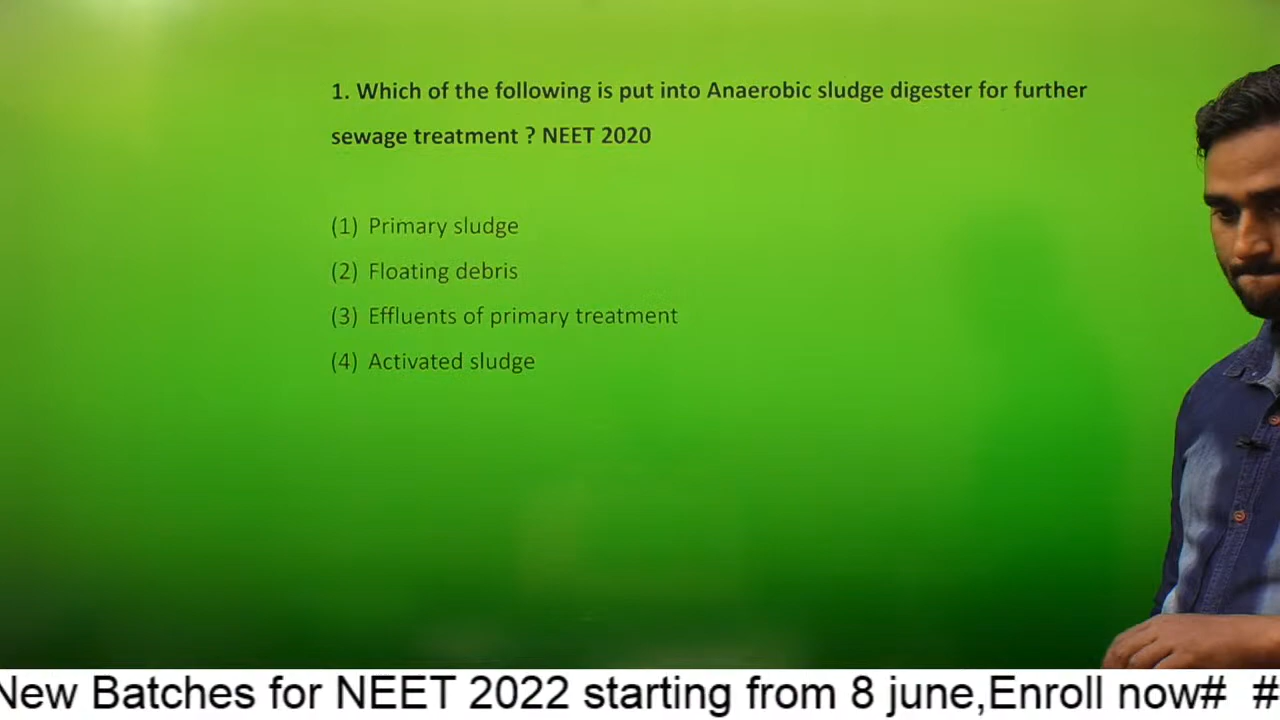 1. Which of the following is put into Anaerobic sludge digester for further
sewage treatment ? NEET 2020
(1) Primary sludge
(2) Floating debris
(3) Effluents of primary treatment
(4) Activated sludge
New Batches for NEET 2022 starting from 8 june,Enroll now# #